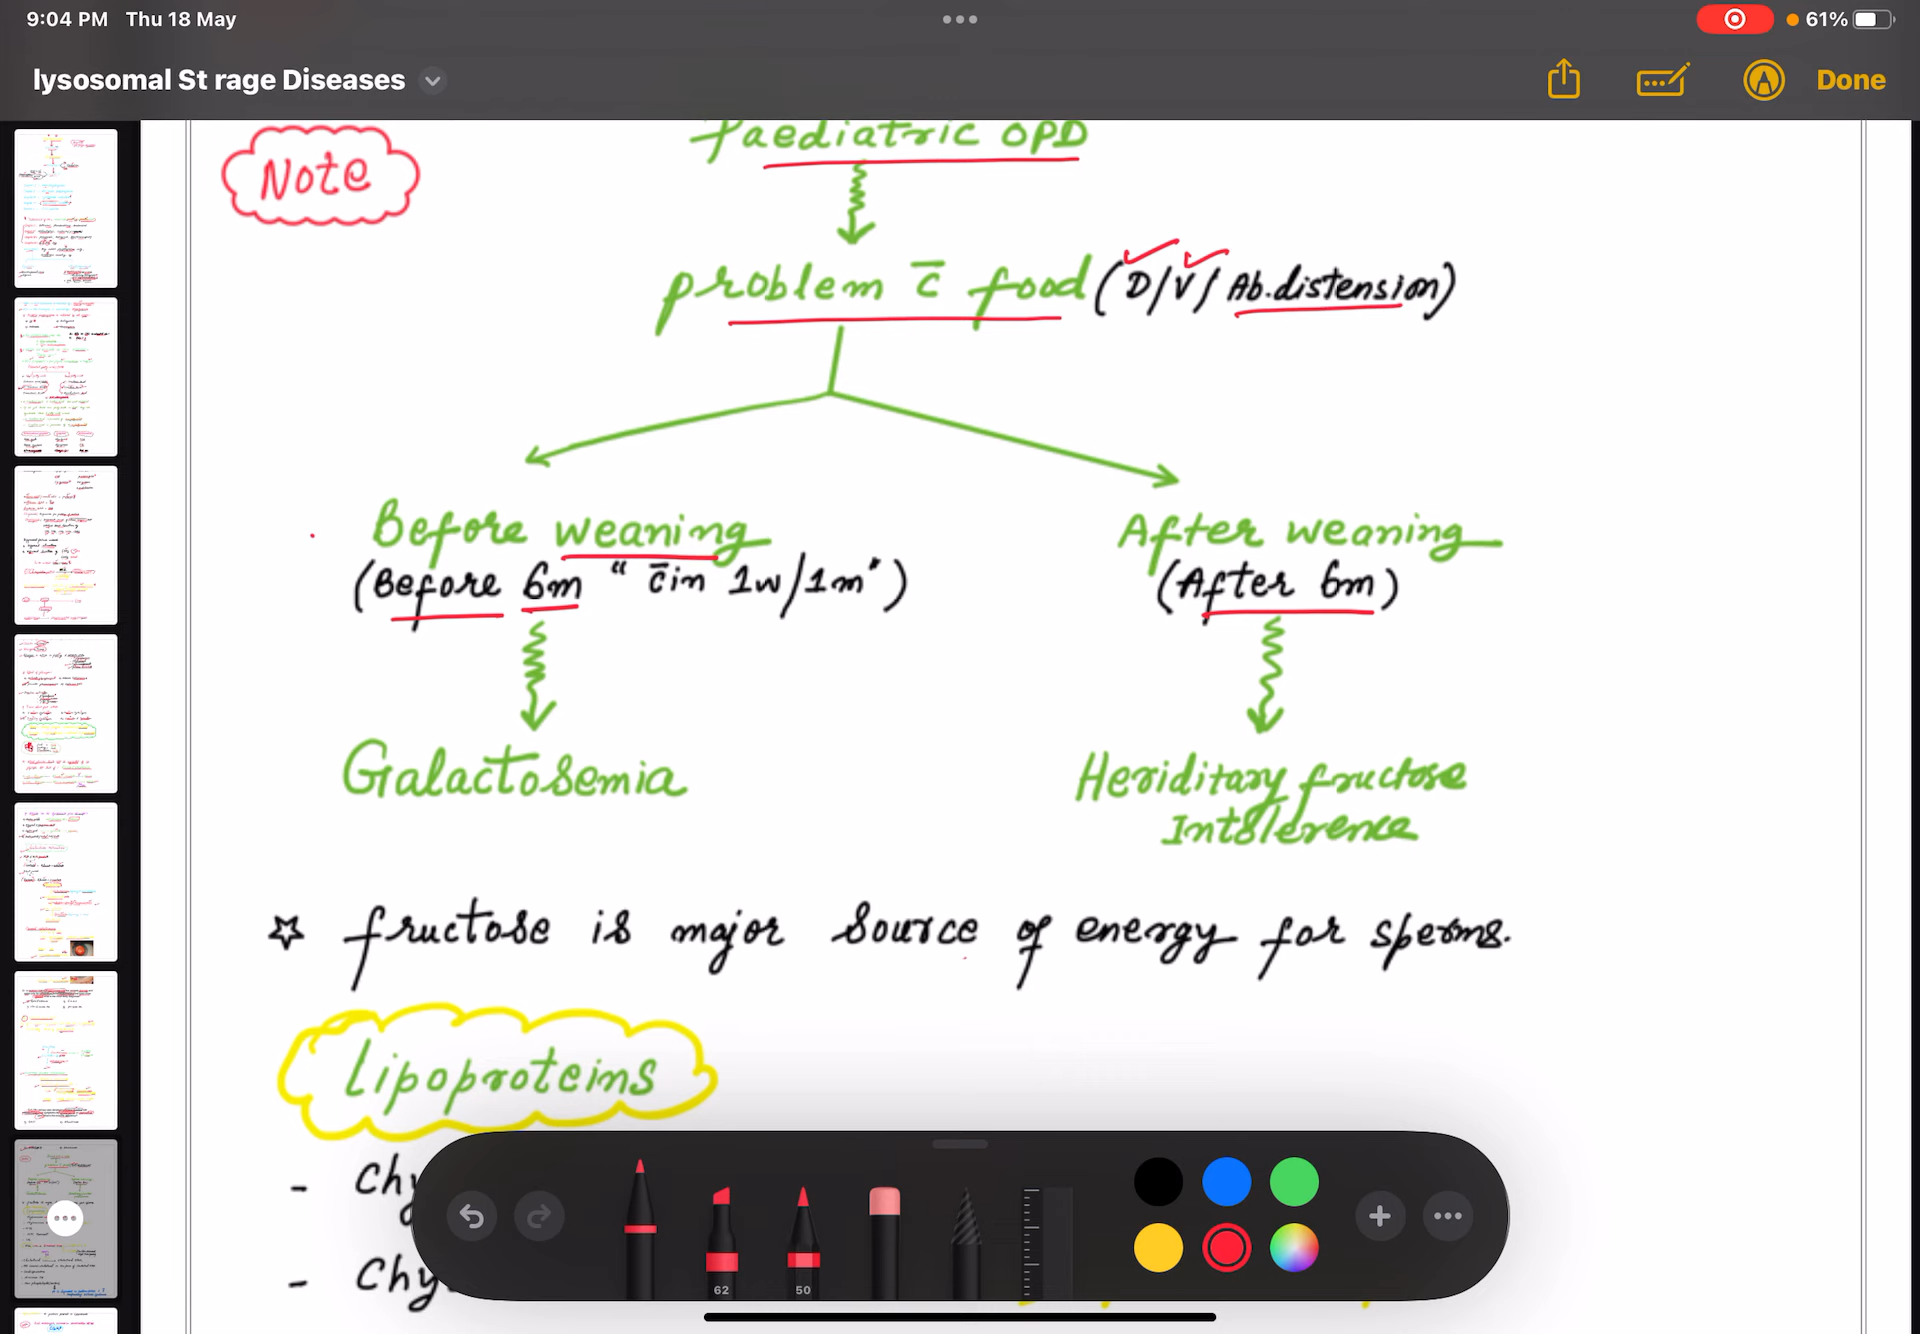 9:04 PM Thu 18 May
61%
lysosomal St rage Diseases
Done
Note
Paediatric OPD
problem c̅ food (D/V/ Ab.distension)
Before weaning
(Before 6m " c̅in 1w/1m")
After weaning
(After 6m)
Galactosemia
Heriditary fructose
Intolerence
☆ fructose is major source of energy for sperms.
Lipoproteins
- Chy
- Chy
62
50